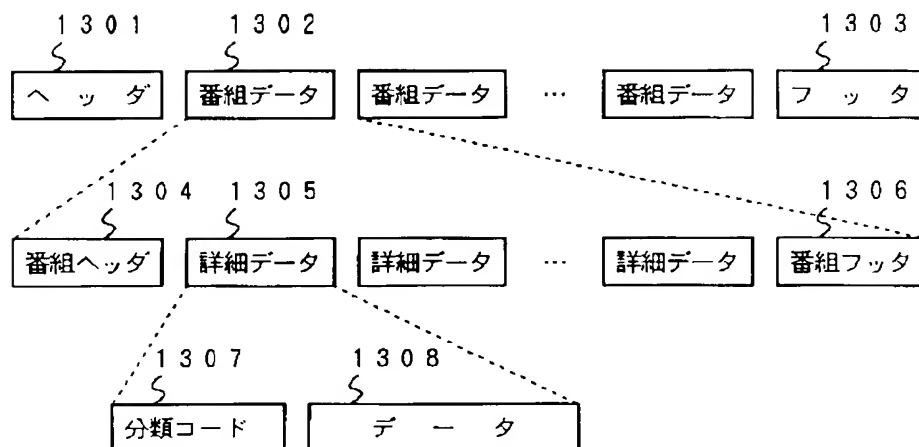 1301 1302 1303
ヘッダ 番組データ 番組データ … 番組データ フッタ
1304 1305 1306
番組ヘッダ 詳細データ 詳細データ … 詳細データ 番組フッタ
1307 1308
分類コード データ